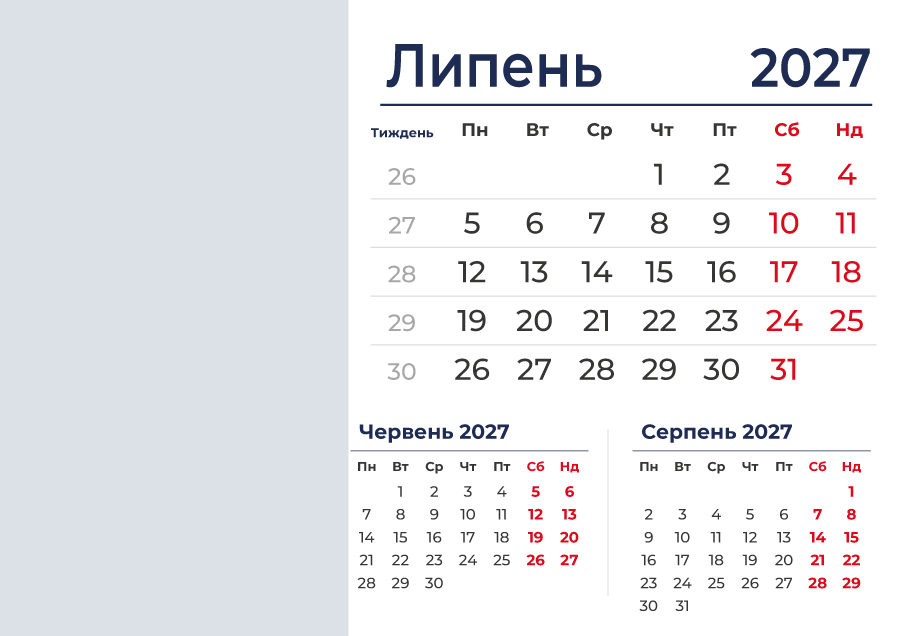 Липень 2027
Тиждень Пн Вт Ср Чт Пт Сб Нд
26 1 2 3 4
27 5 6 7 8 9 10 11
28 12 13 14 15 16 17 18
29 19 20 21 22 23 24 25
30 26 27 28 29 30 31
Червень 2027
Пн Вт Ср Чт Пт Сб Нд
1 2 3 4 5 6
7 8 9 10 11 12 13
14 15 16 17 18 19 20
21 22 23 24 25 26 27
28 29 30
Серпень 2027
Пн Вт Ср Чт Пт Сб Нд
1
2 3 4 5 6 7 8
9 10 11 12 13 14 15
16 17 18 19 20 21 22
23 24 25 26 27 28 29
30 31